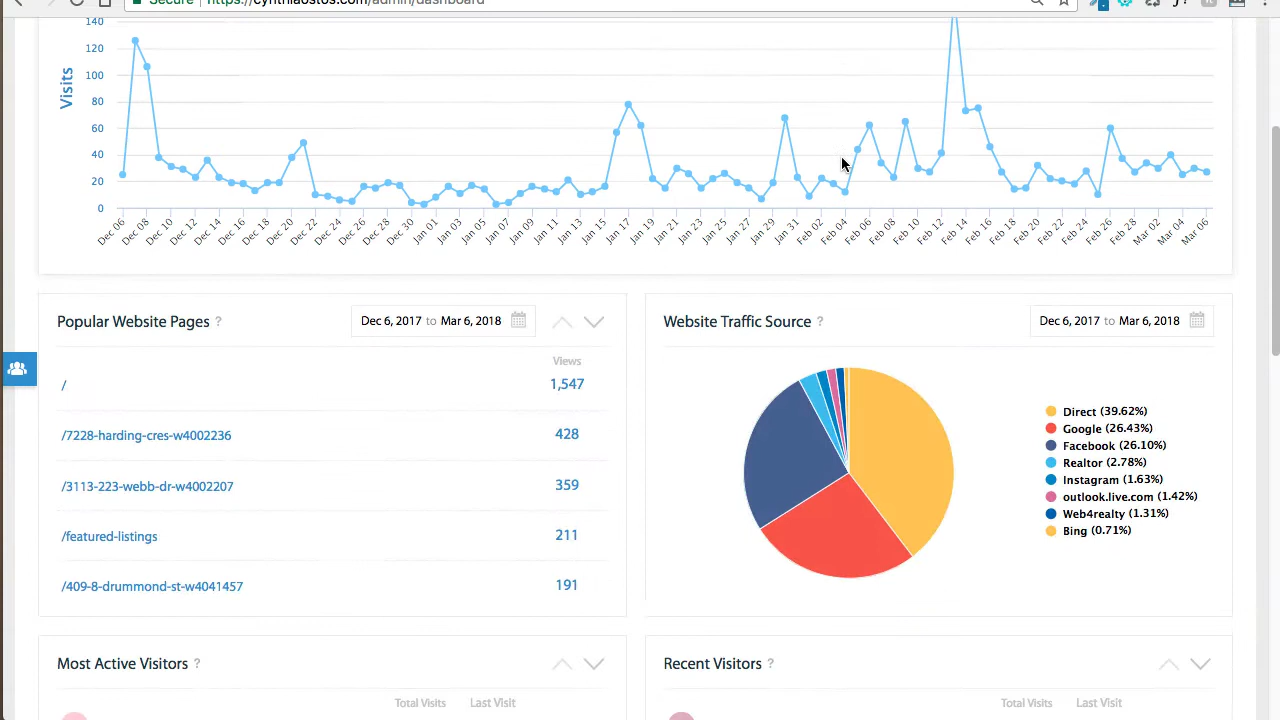 Secure https://cynthiaostos.com/admin/dashboard
140
120
100
80
60
40
20
0
Visits
Dec 06 Dec 08 Dec 10 Dec 12 Dec 14 Dec 16 Dec 18 Dec 20 Dec 22 Dec 24 Dec 26 Dec 28 Dec 30 Jan 01 Jan 03 Jan 05 Jan 07 Jan 09 Jan 11 Jan 13 Jan 15 Jan 17 Jan 19 Jan 21 Jan 23 Jan 25 Jan 27 Jan 29 Jan 31 Feb 02 Feb 04 Feb 06 Feb 08 Feb 10 Feb 12 Feb 14 Feb 16 Feb 18 Feb 20 Feb 22 Feb 24 Feb 26 Feb 28 Mar 02 Mar 04 Mar 06
Popular Website Pages ? Dec 6, 2017 to Mar 6, 2018
Views
/ 1,547
/7228-harding-cres-w4002236 428
/3113-223-webb-dr-w4002207 359
/featured-listings 211
/409-8-drummond-st-w4041457 191
Website Traffic Source ? Dec 6, 2017 to Mar 6, 2018
Direct (39.62%)
Google (26.43%)
Facebook (26.10%)
Realtor (2.78%)
Instagram (1.63%)
outlook.live.com (1.42%)
Web4realty (1.31%)
Bing (0.71%)
Most Active Visitors ?
Total Visits Last Visit
Recent Visitors ?
Total Visits Last Visit